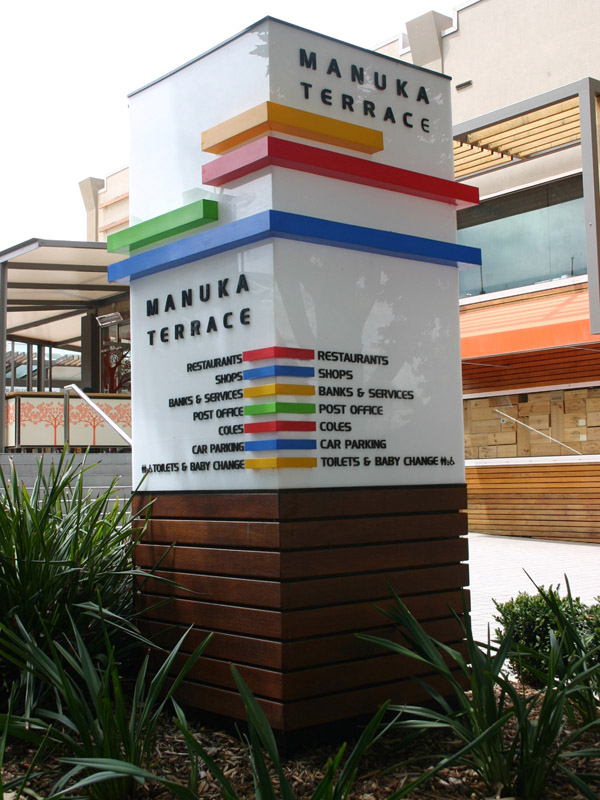 MANUKA
TERRACE
MANUKA
TERRACE
RESTAURANTS
SHOPS
BANKS & SERVICES
POST OFFICE
COLES
CAR PARKING
TOILETS & BABY CHANGE
RESTAURANTS
SHOPS
BANKS & SERVICES
POST OFFICE
COLES
CAR PARKING
TOILETS & BABY CHANGE